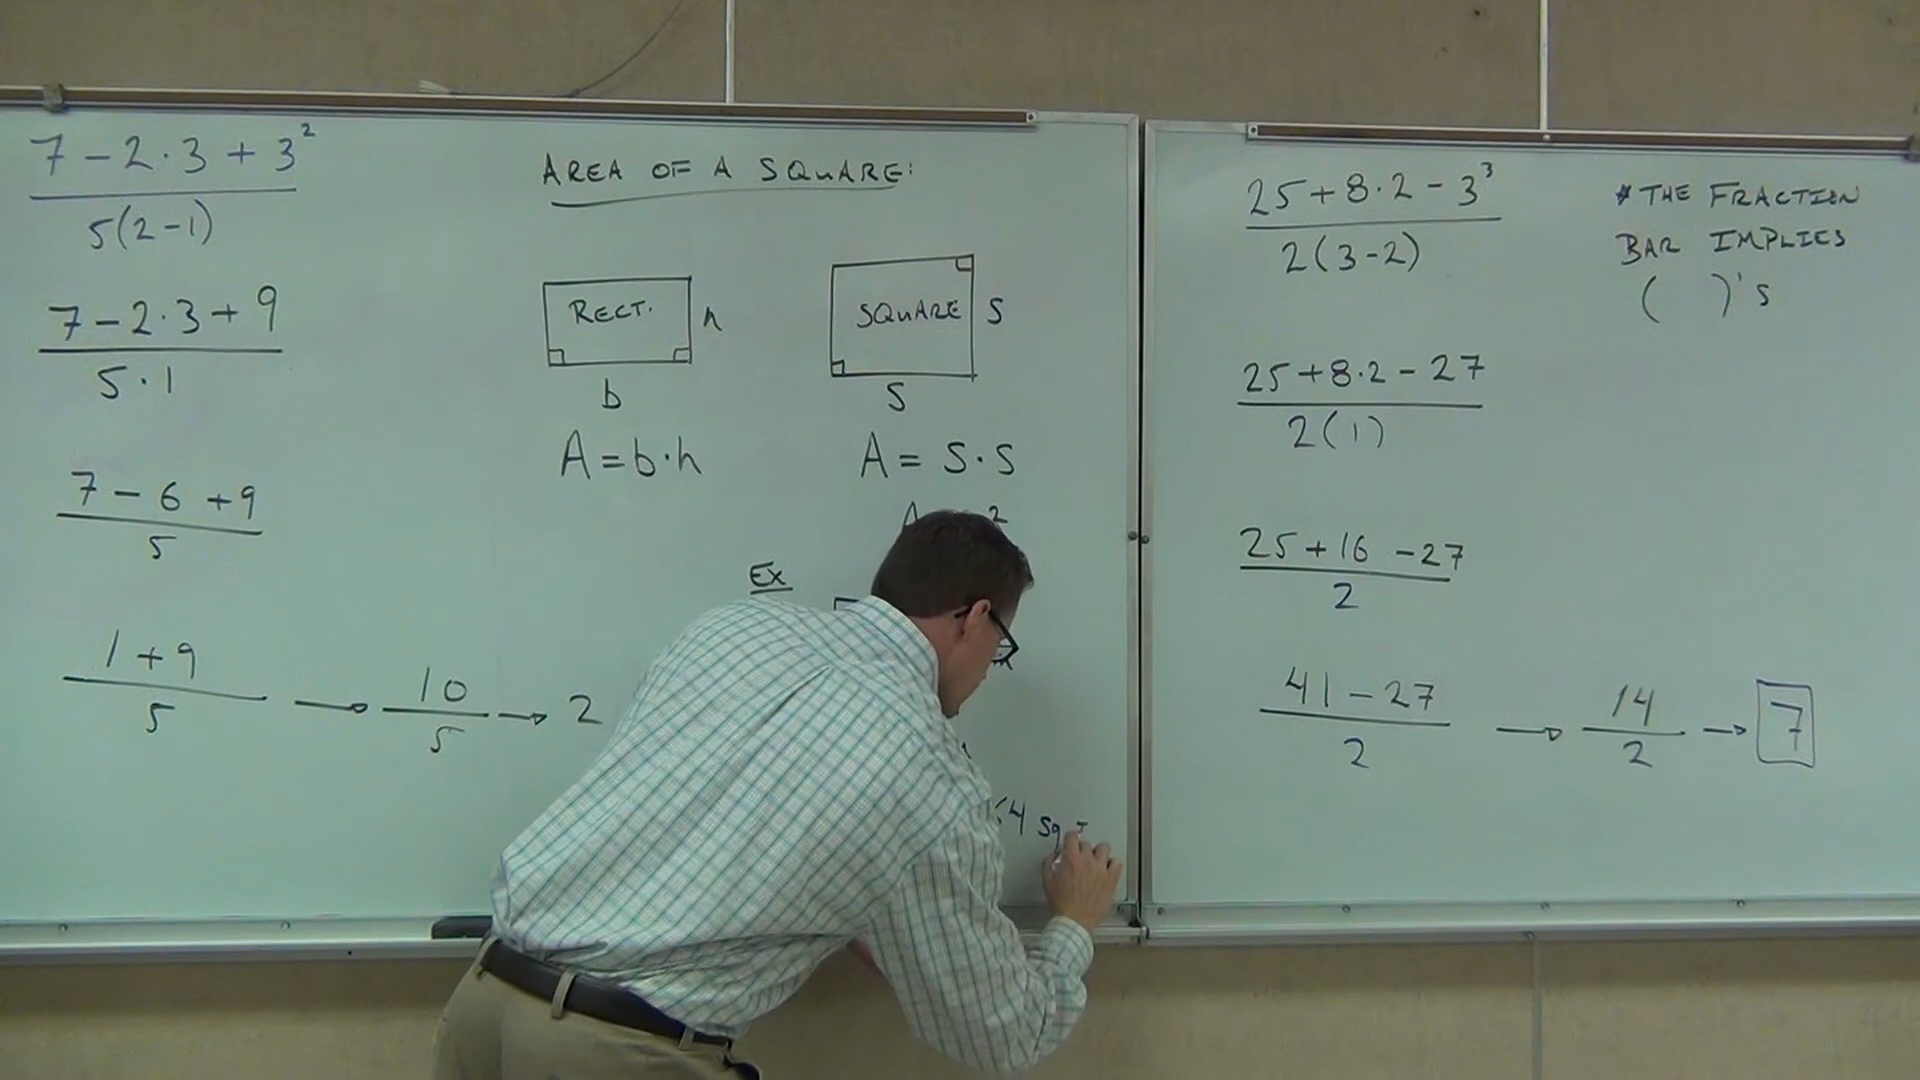 7 - 2 · 3 + 3²
5(2-1)
7 - 2 · 3 + 9
5 · 1
7 - 6 + 9
5
1 + 9
5
→ 10
5
→ 2
AREA OF A SQUARE:
RECT.
h
b
A = b · h
SQUARE
S
S
A = S · S
2
Ex
4 sq
25 + 8 · 2 - 3³
2(3-2)
25 + 8 · 2 - 27
2(1)
25 + 16 - 27
2
41 - 27
2
→ 14
2
→ 7
* THE FRACTION
BAR IMPLIES
( )'s